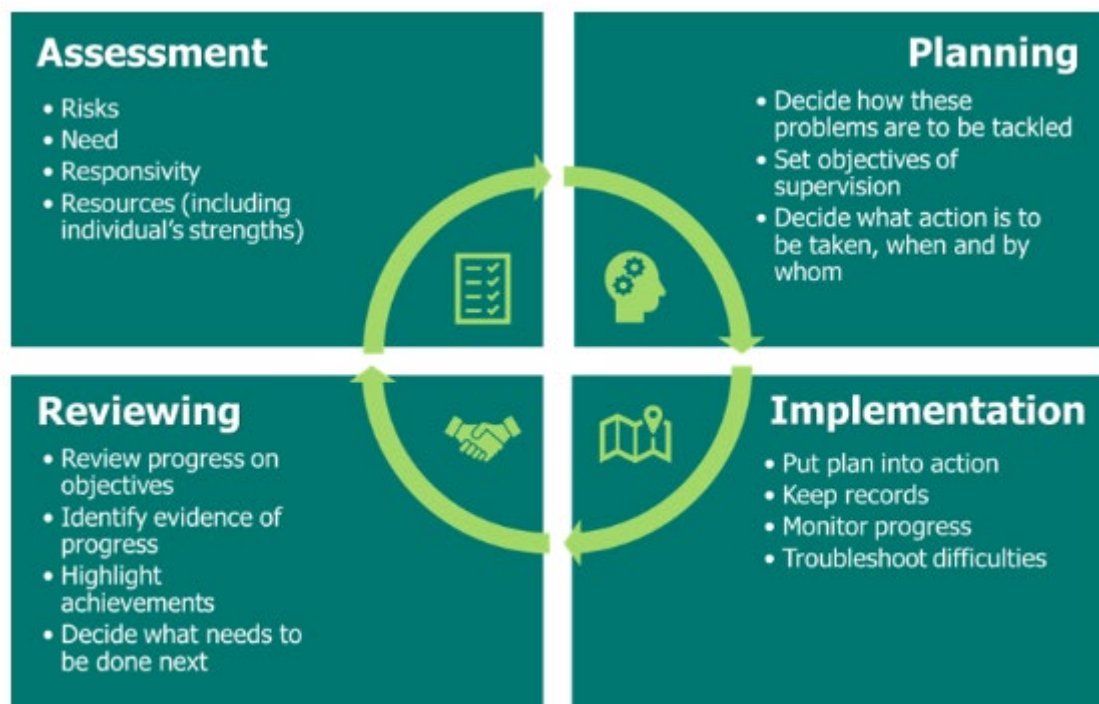 Assessment
• Risks
• Need
• Responsivity
• Resources (including
individual's strengths)
Planning
• Decide how these
problems are to be tackled
• Set objectives of
supervision
• Decide what action is to
be taken, when and by
whom
Reviewing
• Review progress on
objectives
• Identify evidence of
progress
• Highlight
achievements
• Decide what needs to
be done next
Implementation
• Put plan into action
• Keep records
• Monitor progress
• Troubleshoot difficulties